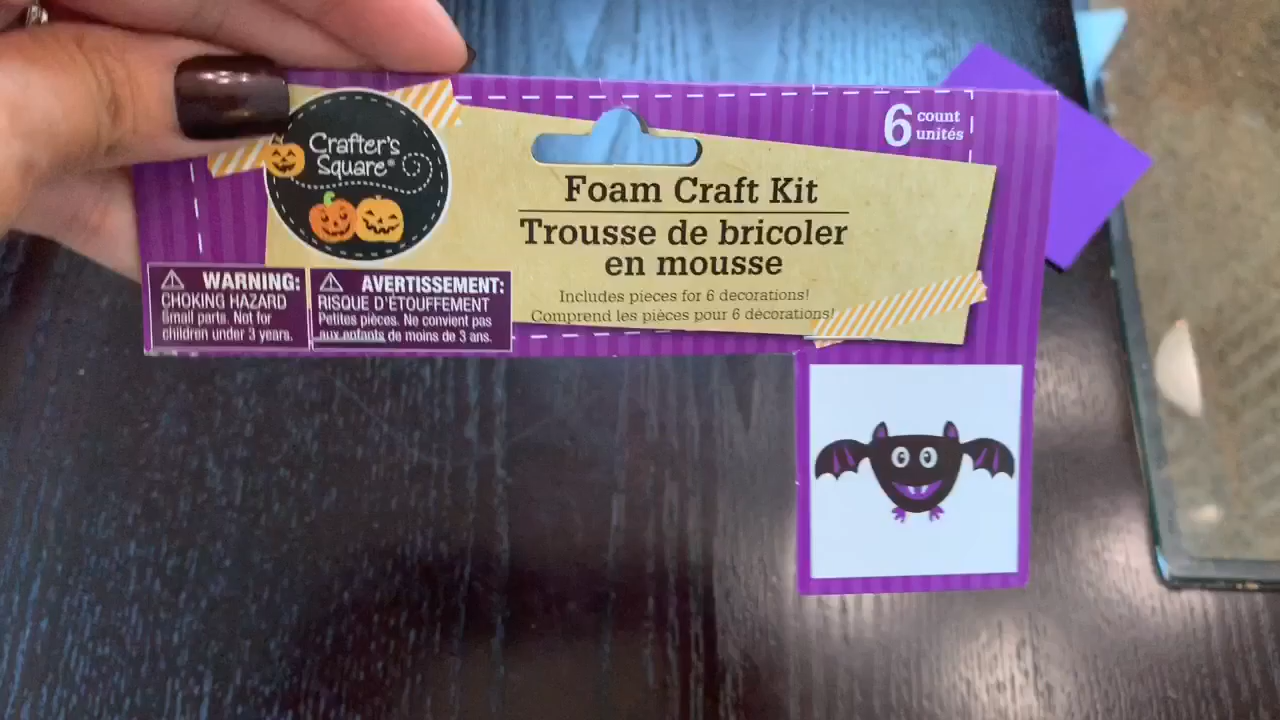 Crafter's
Square®
6 count
unités
Foam Craft Kit
Trousse de bricoler
en mousse
Includes pieces for 6 decorations!
Comprend les pièces pour 6 décorations!
WARNING:
CHOKING HAZARD
Small parts. Not for
children under 3 years.
AVERTISSEMENT:
RISQUE D'ÉTOUFFEMENT
Petites pièces. Ne convient pas
aux enfants de moins de 3 ans.